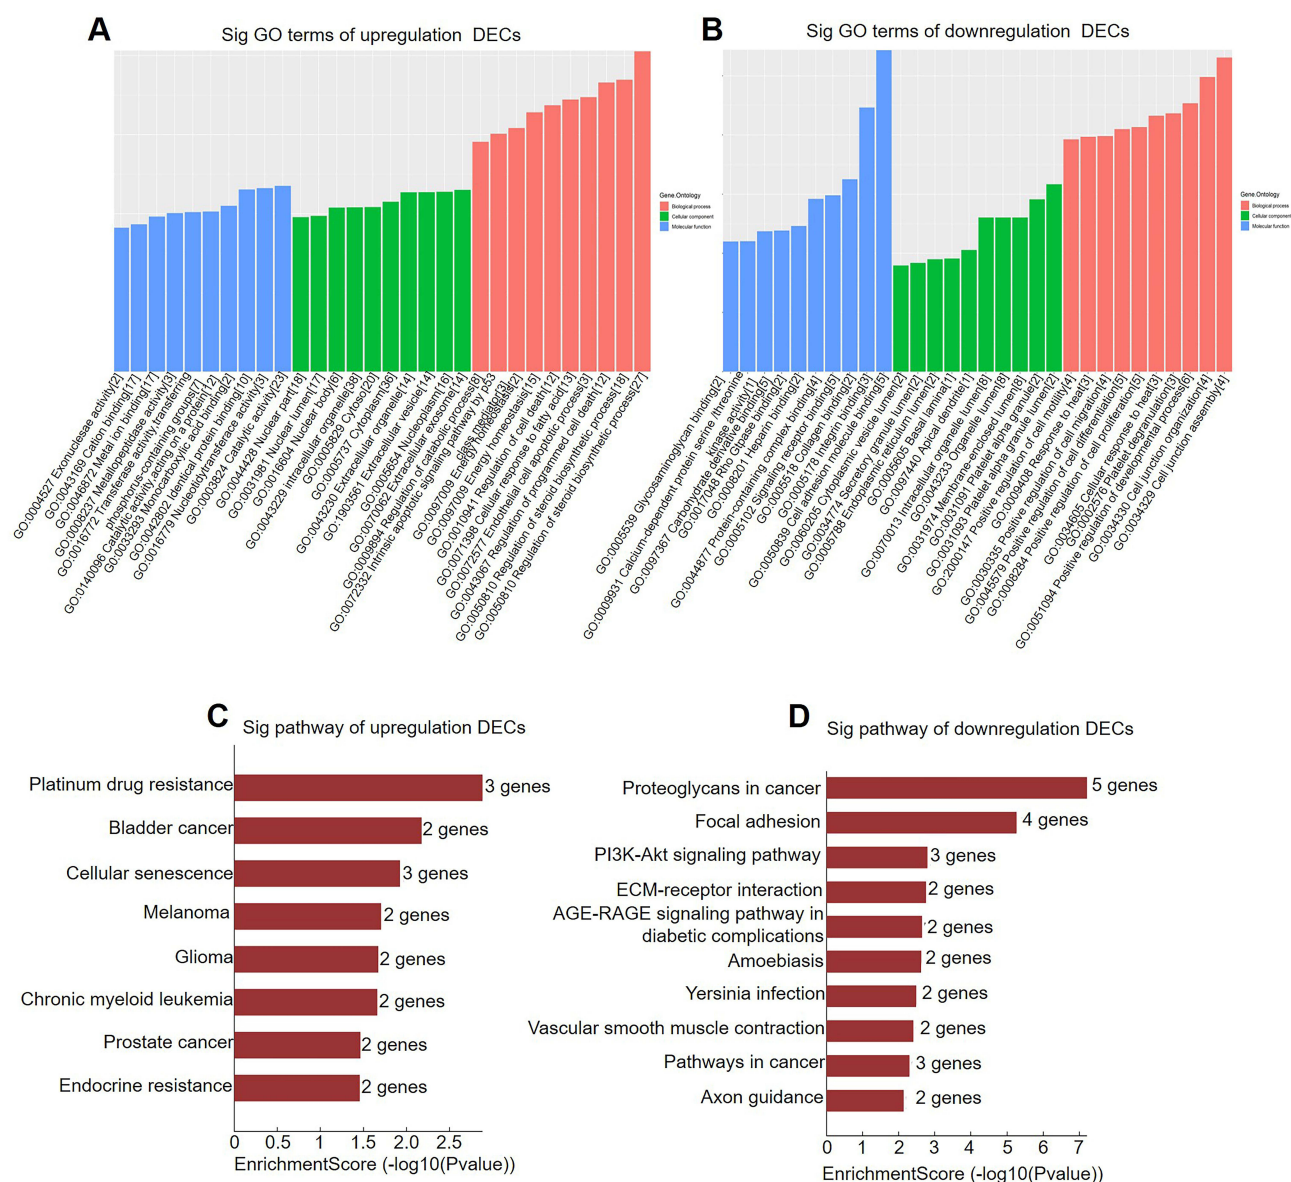 A
Sig GO terms of upregulation DECs
GO:0004527 Exonuclease activity[2]
GO:0043169 Cation binding[17]
GO:0046872 Metal ion binding[17]
GO:0008237 Metallopeptidase activity[3]
GO:0016772 Transferase activity,transferring
phosphorus-containing groups[7]
GO:0140096 Catalytic activity,acting on a protein[12]
GO:0033293 Monocarboxylic acid binding[2]
GO:0042802 Identical protein binding[10]
GO:0016779 Nucleotidyltransferase activity[3]
GO:0003824 Catalytic activity[23]
GO:0044428 Nuclear part[18]
GO:0031981 Nuclear lumen[17]
GO:0016604 Nuclear body[6]
GO:0043229 intracellular organelle[38]
GO:0005829 Cytosol[20]
GO:0005737 Cytoplasm[36]
GO:0043230 Extracellular organelle[14]
GO:1903561 Extracellular vesicle[14]
GO:0005654 Nucleoplasm[16]
GO:0070062 Extracellular exosome[14]
GO:0009894 Regulation of catabolic process[8]
GO:0072332 Intrinsic apoptotic signaling pathway by p53
class mediator[3]
GO:0097009 Energy homeostasis[2]
GO:0097009 Energy homeostasis[15]
GO:0010941 Regulation of cell death[12]
GO:0071398 Cellular response to fatty acid[13]
GO:0072577 Endothelial cell apoptotic process[3]
GO:0043067 Regulation of programmed cell death[12]
GO:0050810 Regulation of steroid biosynthetic process[18]
GO:0050810 Regulation of steroid biosynthetic process[27]
Gene.Ontology
Biological process
Cellular component
Molecular function
B
Sig GO terms of downregulation DECs
GO:0005539 Glycosaminoglycan binding[2]
GO:0009931 Calcium-dependent protein serine /threonine
kinase activity[1]
GO:0097367 Carbohydrate derivative binding[5]
GO:0017048 Rho Gtpase binding[2]
GO:0008201 Heparin binding[2]
GO:0044877 Protein-containing complex binding[4]
GO:0005102 Signaling receptor binding[5]
GO:0005518 Collagen binding[2]
GO:0005178 Integrin binding[3]
GO:0050839 Cell adhesion molecule binding[5]
GO:0060205 Cytoplasmic vesicle lumen[2]
GO:0034774 Secretory granule lumen[2]
GO:0005788 Endoplasmic reticulum lumen[2]
GO:0005605 Basal lamina[1]
GO:0097440 Apical dendrite[1]
GO:0070013 Intracellular organelle lumen[8]
GO:0043233 Organelle lumen[8]
GO:0031974 Membrane-enclosed lumen[8]
GO:0031091 Platelet alpha granule[2]
GO:0031093 Platelet alpha granule lumen[2]
GO:2000147 Positive regulation of cell motility[4]
GO:0009408 Response to heat[3]
GO:0030335 Positive regulation of cell migration[4]
GO:0045579 Positive regulation of cell differentiation[5]
GO:0008284 Positive regulation of cell proliferation[5]
GO:0034605 Cellular response to heat[3]
GO:0002576 Platelet degranulation[3]
GO:0051094 Positive regulation of developmental process[6]
GO:0034330 Cell junction organization[4]
GO:0034329 Cell junction assembly[4]
Gene.Ontology
Biological process
Cellular component
Molecular function
C
Sig pathway of upregulation DECs
Platinum drug resistance 3 genes
Bladder cancer 2 genes
Cellular senescence 3 genes
Melanoma 2 genes
Glioma 2 genes
Chronic myeloid leukemia 2 genes
Prostate cancer 2 genes
Endocrine resistance 2 genes
0 0.5 1 1.5 2.0 2.5
EnrichmentScore (-log10(Pvalue))
D
Sig pathway of downregulation DECs
Proteoglycans in cancer 5 genes
Focal adhesion 4 genes
PI3K-Akt signaling pathway 3 genes
ECM-receptor interaction 2 genes
AGE-RAGE signaling pathway in
diabetic complications 2 genes
Amoebiasis 2 genes
Yersinia infection 2 genes
Vascular smooth muscle contraction 2 genes
Pathways in cancer 3 genes
Axon guidance 2 genes
0 1 2 3 4 5 6 7
EnrichmentScore (-log10(Pvalue))